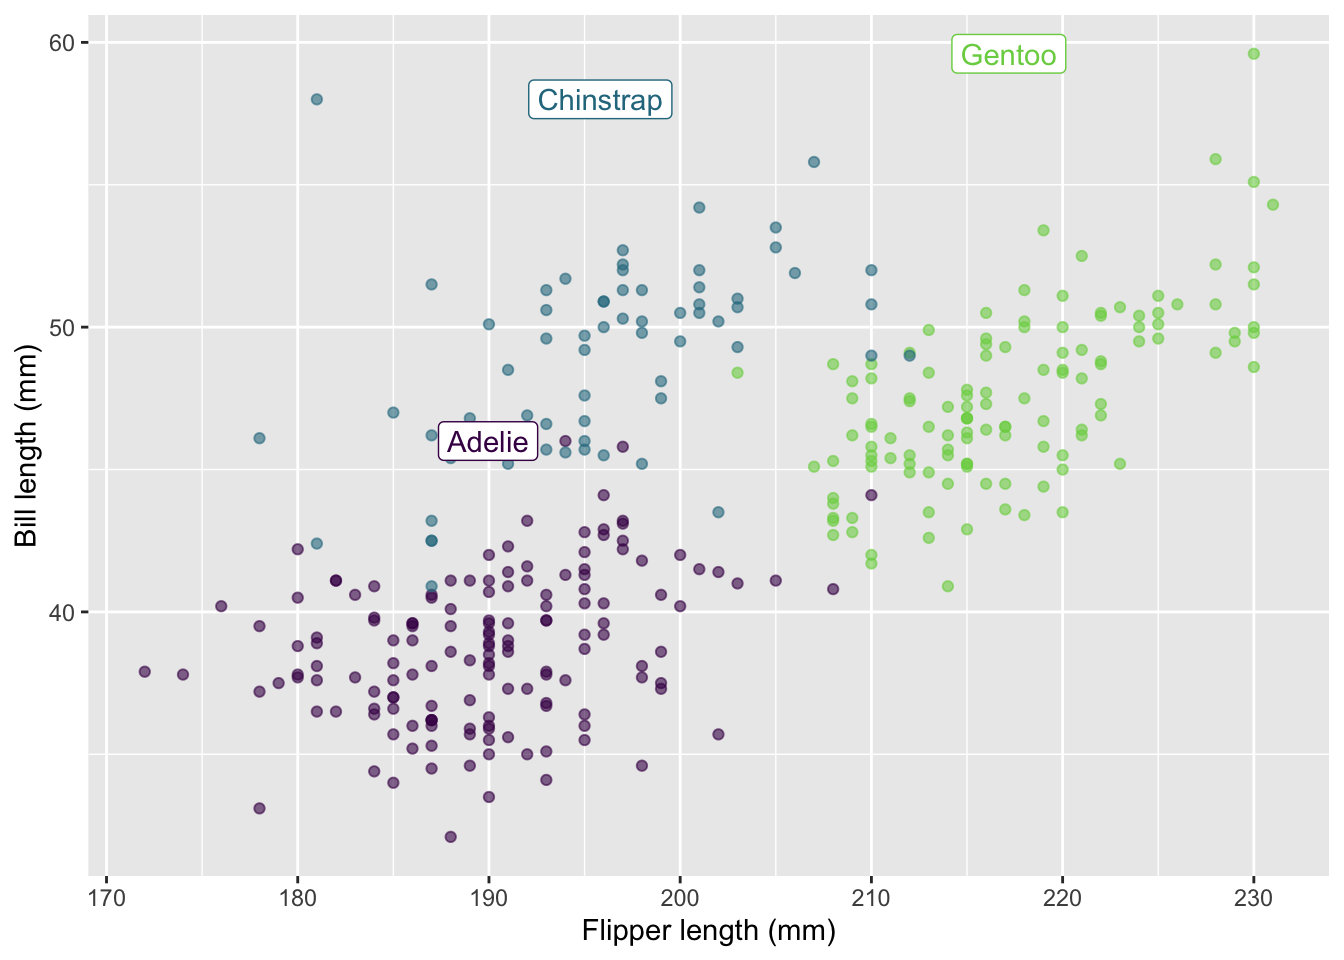 60
Gentoo
Chinstrap
50
Adelie
40
Bill length (mm)
170 180 190 200 210 220 230
Flipper length (mm)